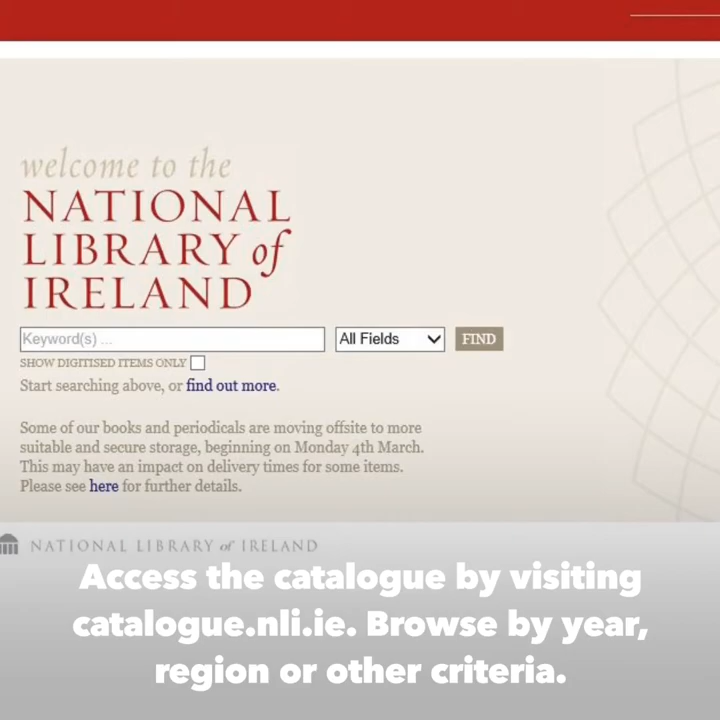 welcome to the
NATIONAL
LIBRARY of
IRELAND
Keyword(s) ...
All Fields
FIND
SHOW DIGITISED ITEMS ONLY
Start searching above, or find out more.
Some of our books and periodicals are moving offsite to more
suitable and secure storage, beginning on Monday 4th March.
This may have an impact on delivery times for some items.
Please see here for further details.
NATIONAL LIBRARY of IRELAND
Access the catalogue by visiting
catalogue.nli.ie. Browse by year,
region or other criteria.